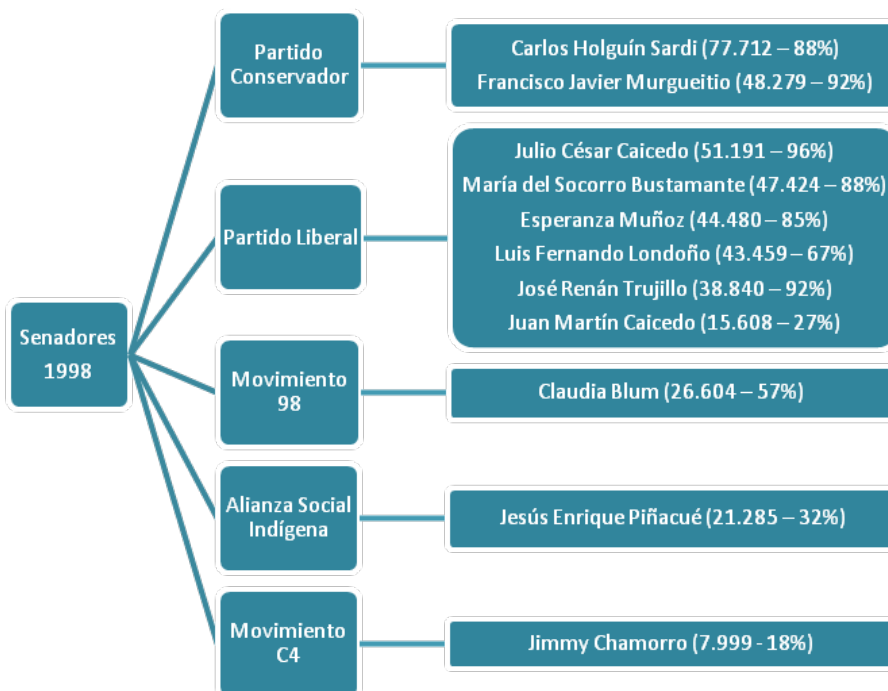 Senadores
1998
Partido
Conservador
Carlos Holguín Sardi (77.712 – 88%)
Francisco Javier Murgueitio (48.279 – 92%)
Partido Liberal
Julio César Caicedo (51.191 – 96%)
María del Socorro Bustamante (47.424 – 88%)
Esperanza Muñoz (44.480 – 85%)
Luis Fernando Londoño (43.459 – 67%)
José Renán Trujillo (38.840 – 92%)
Juan Martín Caicedo (15.608 – 27%)
Movimiento
98
Claudia Blum (26.604 – 57%)
Alianza Social
Indígena
Jesús Enrique Piñacué (21.285 – 32%)
Movimiento
C4
Jimmy Chamorro (7.999 - 18%)